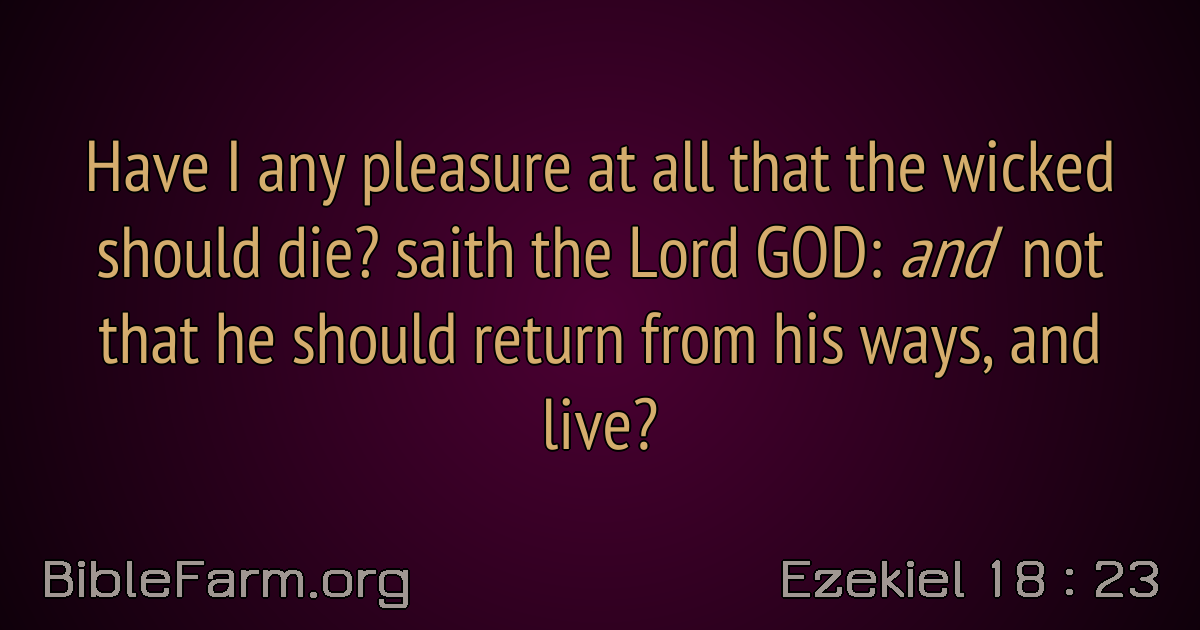 Have I any pleasure at all that the wicked
should die? saith the Lord GOD: and not
that he should return from his ways, and
live?
BibleFarm.org
Ezekiel 18 : 23